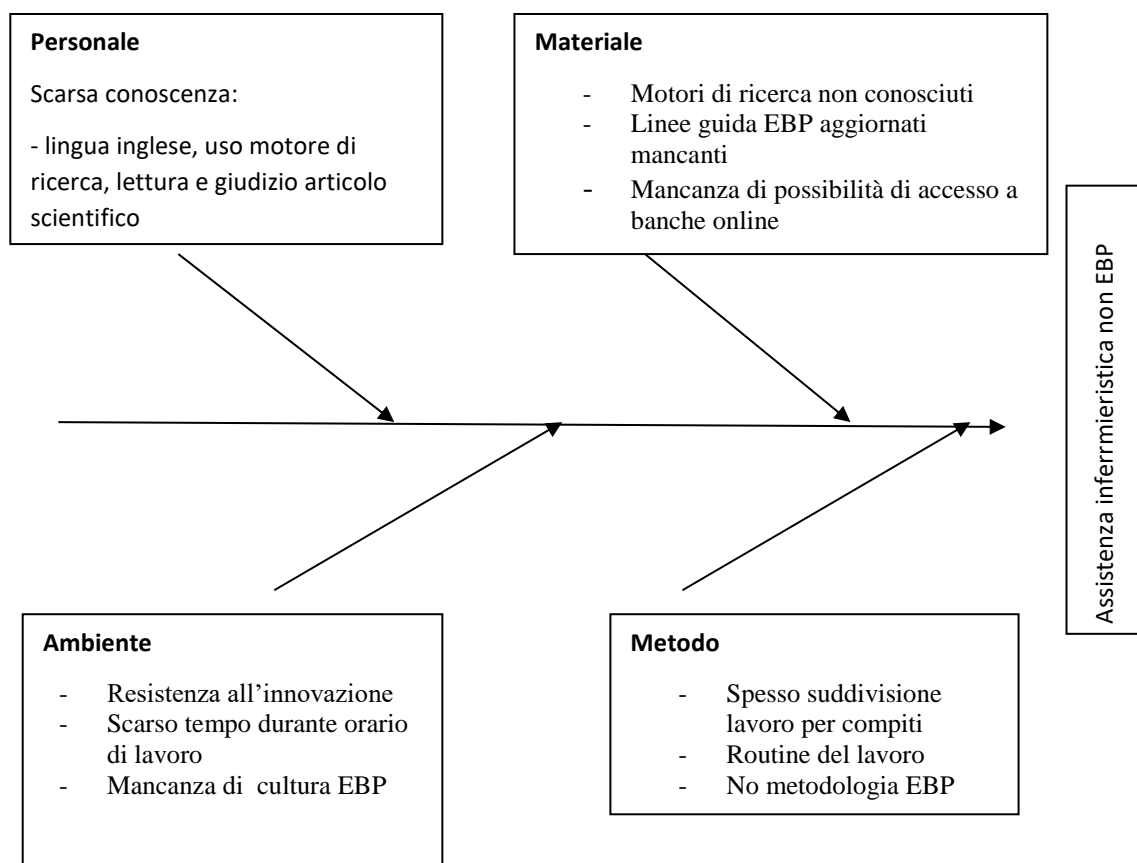 Personale
Scarsa conoscenza:
- lingua inglese, uso motore di
ricerca, lettura e giudizio articolo
scientifico
Materiale
- Motori di ricerca non conosciuti
- Linee guida EBP aggiornati
mancanti
- Mancanza di possibilità di accesso a
banche online
Assistenza inferrmieristica non EBP
Ambiente
- Resistenza all’innovazione
- Scarso tempo durante orario
di lavoro
- Mancanza di  cultura EBP
Metodo
- Spesso suddivisione
lavoro per compiti
- Routine del lavoro
- No metodologia EBP